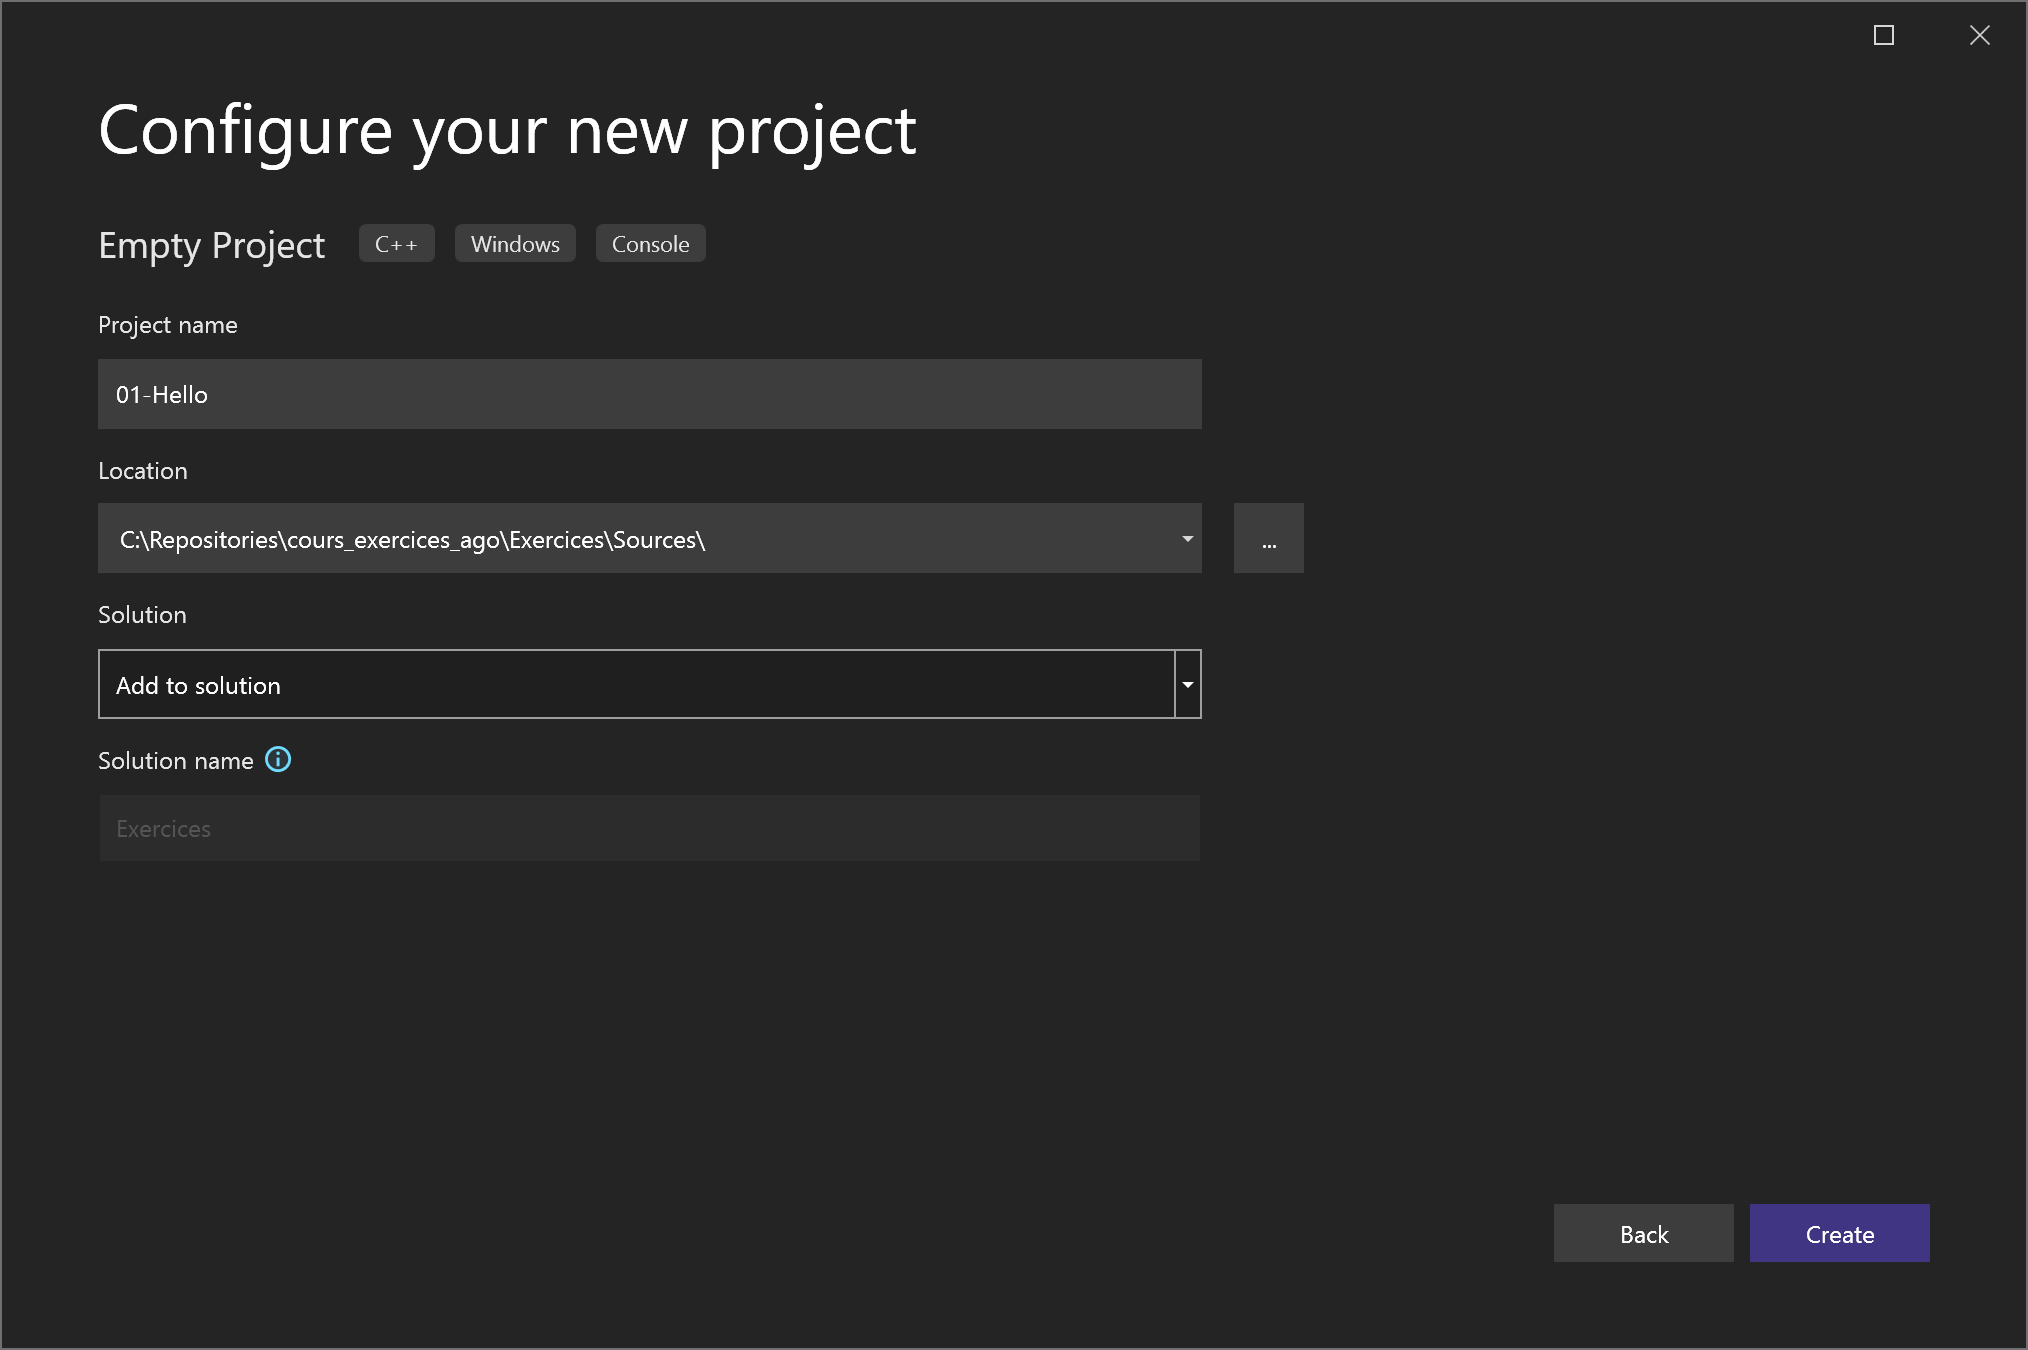 Configure your new project
Empty Project C++ Windows Console
Project name
01-Hello
Location
C:\Repositories\cours_exercices_ago\Exercices\Sources\
...
Solution
Add to solution
Solution name
Exercices
Back Create